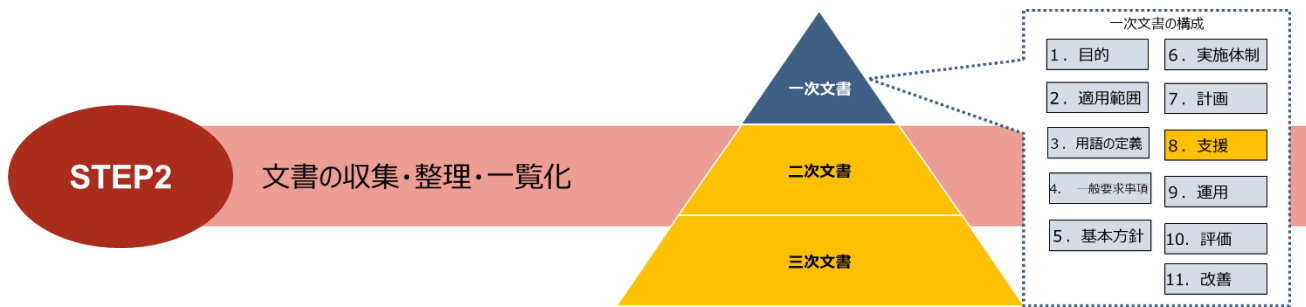 STEP2
文書の収集・整理・一覧化
一次文書
二次文書
三次文書
一次文書の構成
1．目的
2．適用範囲
3．用語の定義
4．一般要求事項
5．基本方針
6．実施体制
7．計画
8．支援
9．運用
10．評価
11．改善